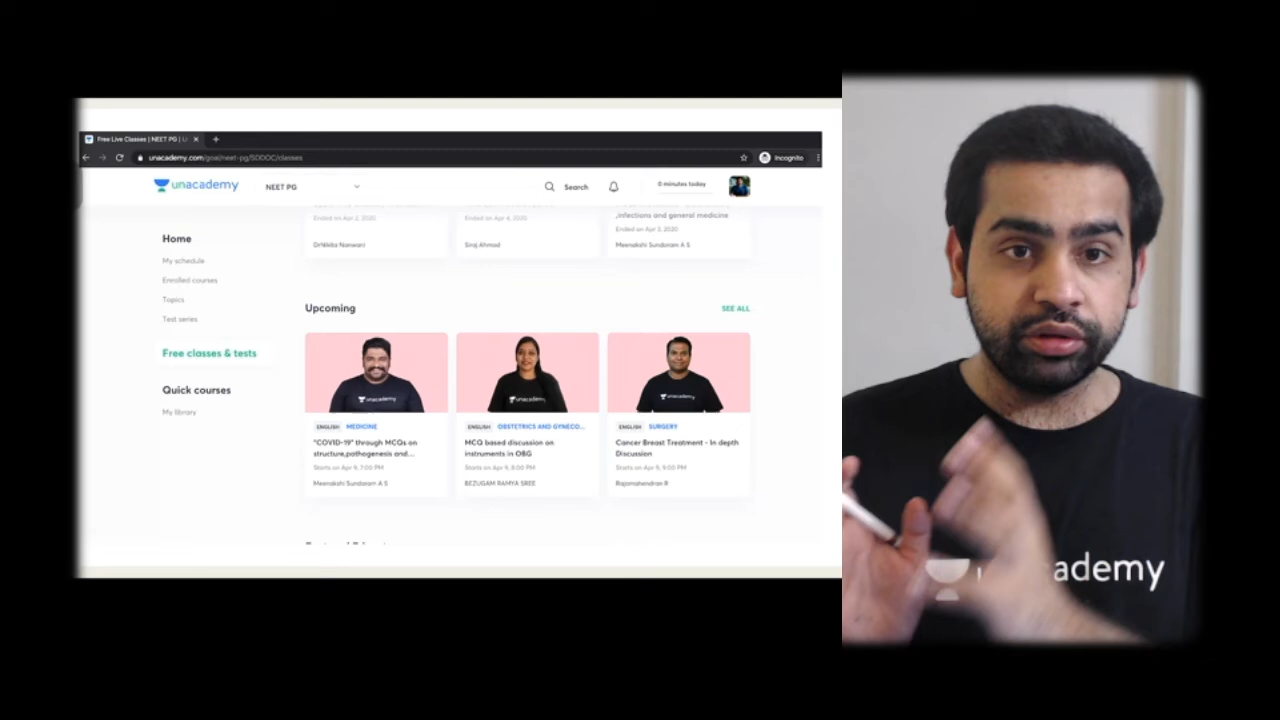 Free Live Classes | NEET PG | U
unacademy.com/goal/neet-pg/SODOC/classes
Incognito
unacademy
NEET PG
Search
0 minutes today
Home
My schedule
Enrolled courses
Topics
Test series
Free classes & tests
Quick courses
My library
,infections and general medicine
Ended on Apr 2, 2020
Ended on Apr 4, 2020
Ended on Apr 3, 2020
DrNikita Nanwani
Siraj Ahmad
Meenakshi Sundaram A S
Upcoming
SEE ALL
unacademy
unacademy
unacademy
ENGLISH MEDICINE
"COVID-19" through MCQs on
structure,pathogenesis and...
Starts on Apr 9, 7:00 PM
Meenakshi Sundaram A S
ENGLISH OBSTETRICS AND GYNECO...
MCQ based discussion on
instruments in OBG
Starts on Apr 9, 8:00 PM
BEZUGAM RAMYA SREE
ENGLISH SURGERY
Cancer Breast Treatment - In depth
Discussion
Starts on Apr 9, 9:00 PM
Rajamahendran R
ademy